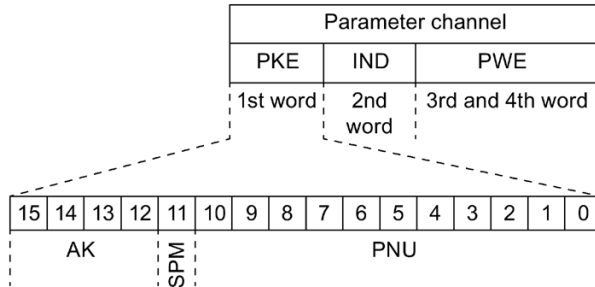 Parameter channel
PKE IND PWE
1st word 2nd word 3rd and 4th word
15 14 13 12 11 10 9 8 7 6 5 4 3 2 1 0
AK SPM PNU